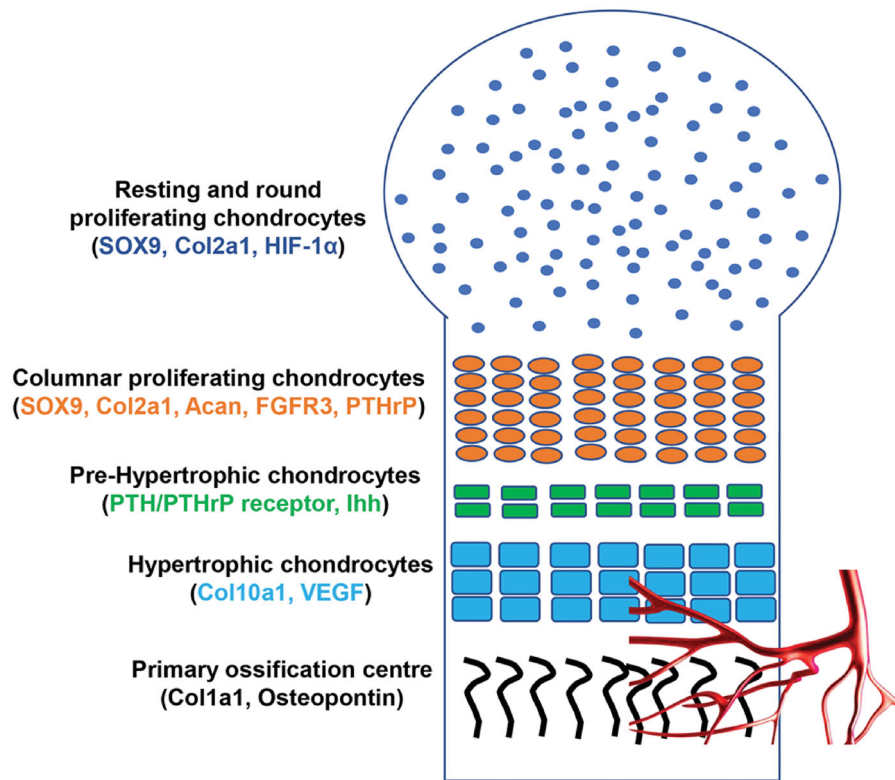 Resting and round
proliferating chondrocytes
(SOX9, Col2a1, HIF-1α)
Columnar proliferating chondrocytes
(SOX9, Col2a1, Acan, FGFR3, PTHrP)
Pre-Hypertrophic chondrocytes
(PTH/PTHrP receptor, Ihh)
Hypertrophic chondrocytes
(Col10a1, VEGF)
Primary ossification centre
(Col1a1, Osteopontin)